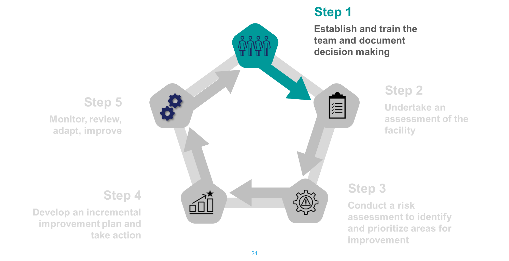 Step 1
Establish and train the
team and document
decision making
Step 2
Undertake an
assessment of the
facility
Step 3
Conduct a risk
assessment to identify
and prioritize areas for
Improvement
Step 4
Develop an incremental
improvement plan and
take action
Step 5
Monitor, review,
adapt, improve